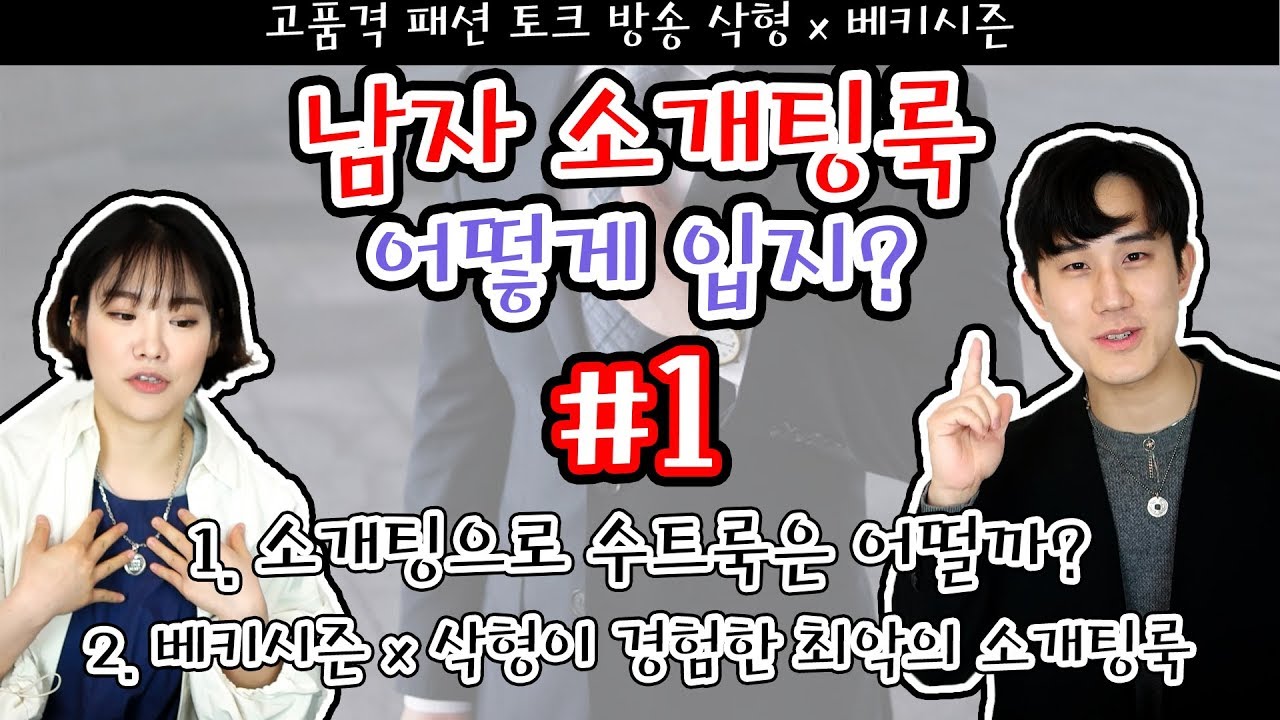 고품격 패션 토크 방송 삭형 x 베키시즌
남자 소개팅룩
어떻게 입지?
#1
1. 소개팅으로 수트룩은 어떨까?
2. 베키시즌 x 삭형이 경험한 최악의 소개팅룩